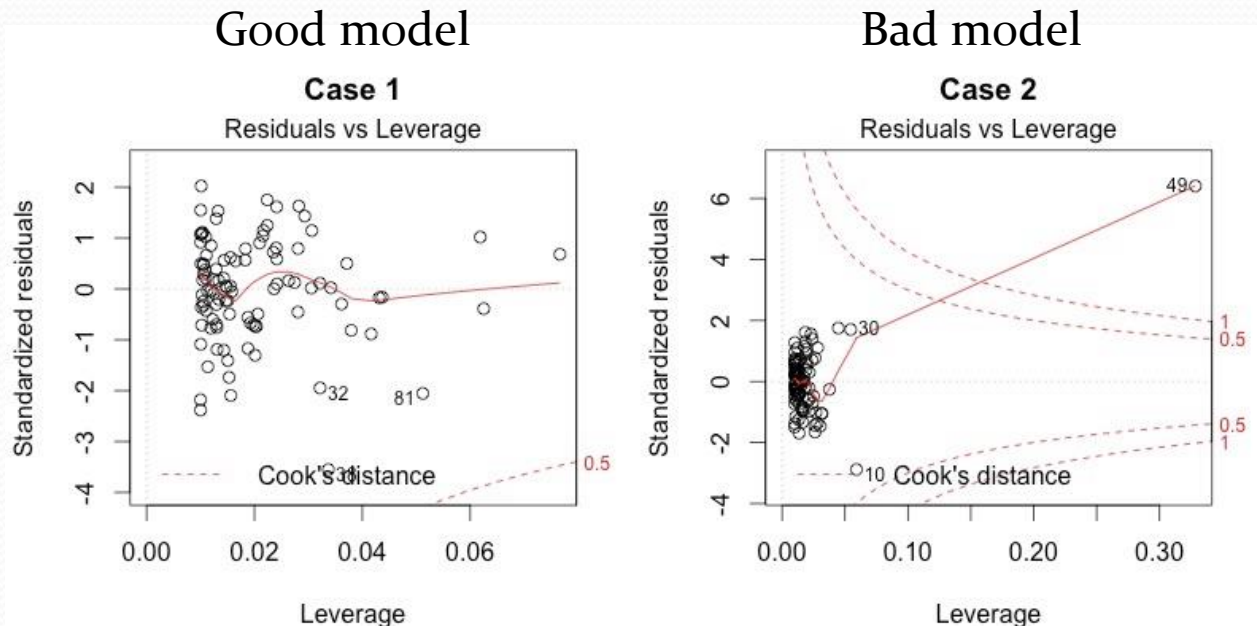 Good model
Case 1
Residuals vs Leverage
Standardized residuals
2
1
0
-1
-2
-3
-4
32
81
38
Cook's distance
0.5
0.00 0.02 0.04 0.06
Leverage
Bad model
Case 2
Residuals vs Leverage
Standardized residuals
6
4
2
0
-2
-4
49
30
10
Cook's distance
1
0.5
0.5
1
0.00 0.10 0.20 0.30
Leverage